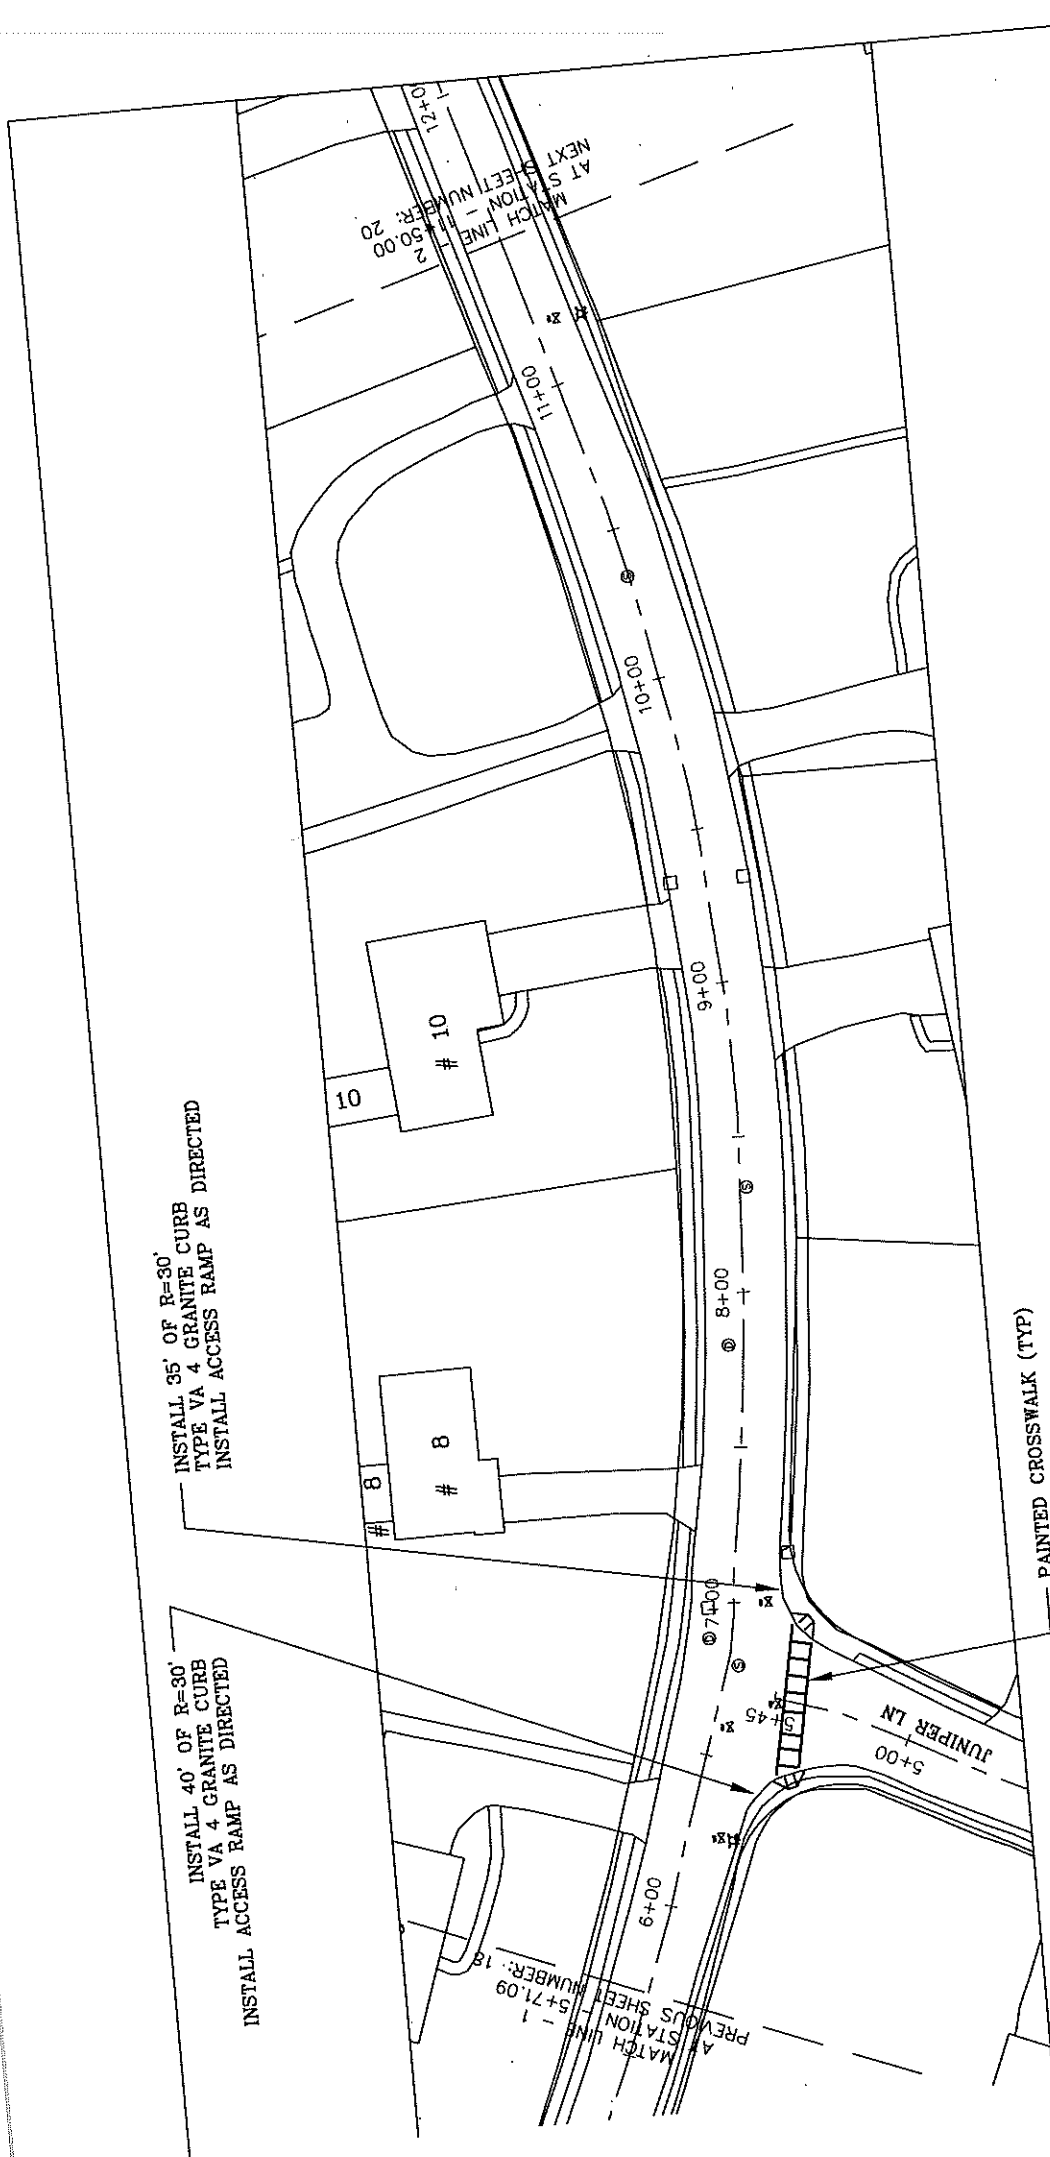 INSTALL 40' OF R=30'
TYPE VA 4 GRANITE CURB
INSTALL ACCESS RAMP AS DIRECTED
INSTALL 35' OF R=30'
TYPE VA 4 GRANITE CURB
INSTALL ACCESS RAMP AS DIRECTED
MATCH LINE - 1
AT STATION - 5+71.09
PREVIOUS SHEET NUMBER: 18
# 8
# 8
10
# 10
6+00
7+00
8+00
9+00
10+00
11+00
12+0
MATCH LINE - 2
AT STATION - 11+50.00
NEXT SHEET NUMBER: 20
5+45
5+00
JUNIPER LN
PAINTED CROSSWALK (TYP)
D
S
D
S
S